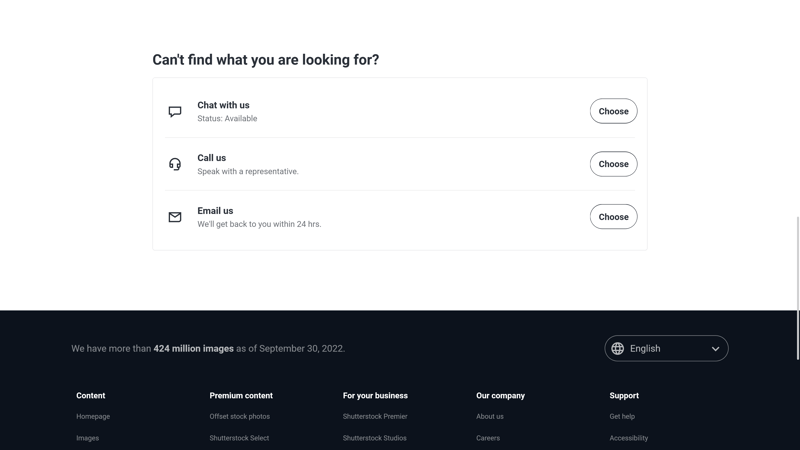 Can't find what you are looking for?
Chat with us
Status: Available
Choose
Call us
Speak with a representative.
Choose
Email us
We'll get back to you within 24 hrs.
Choose
We have more than 424 million images as of September 30, 2022.
English
Content
Premium content
For your business
Our company
Support
Homepage
Offset stock photos
Shutterstock Premier
About us
Get help
Images
Shutterstock Select
Shutterstock Studios
Careers
Accessibility